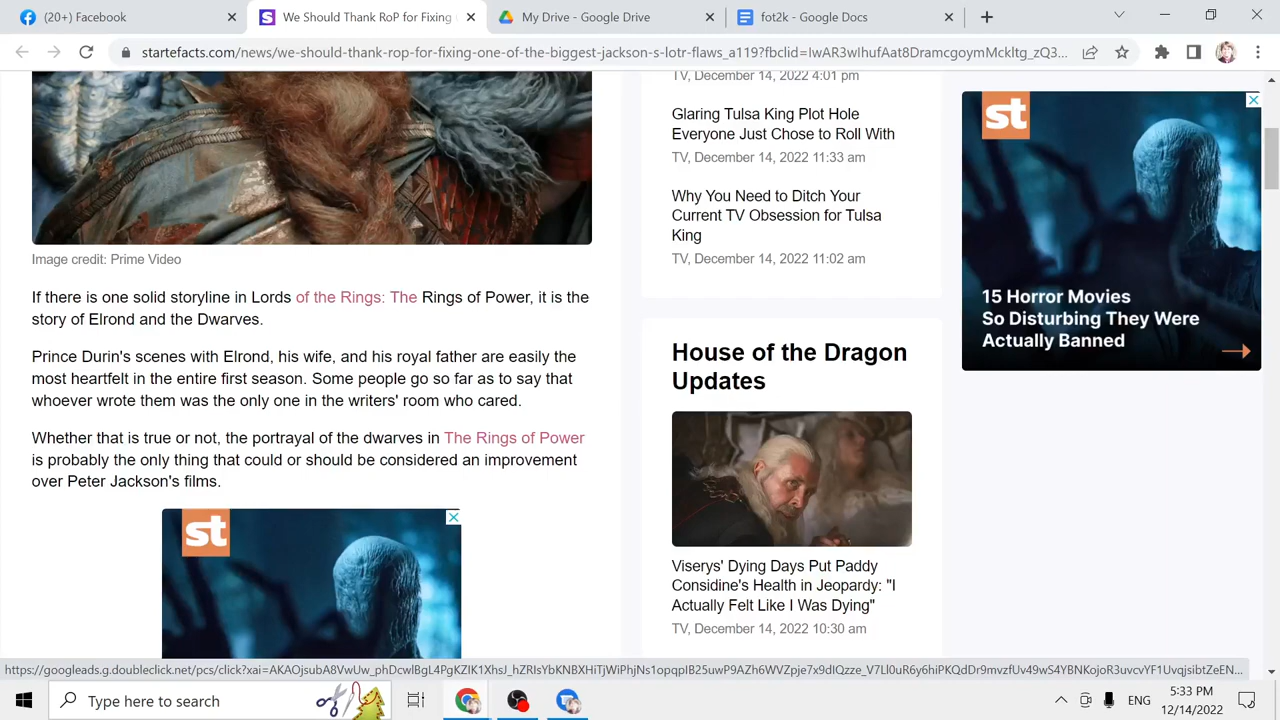 (7) Facebook
We Should Thank RoP for Fixing
My Drive - Google Drive
fot2k - Google Docs
startefacts.com/news/we-should-thank-rop-for-fixing-one-of-the-biggest-jackson-s-lotr-flaws_a119?fbclid=IwAR3wIhufAat8DramcgoymMckltg_zQ3...
TV, December 14, 2022 4:01 pm
Glaring Tulsa King Plot Hole
Everyone Just Chose to Roll With
TV, December 14, 2022 11:33 am
Why You Need to Ditch Your
Current TV Obsession for Tulsa
King
TV, December 14, 2022 11:02 am
st
15 Horror Movies
So Disturbing They Were
Actually Banned
Image credit: Prime Video
If there is one solid storyline in Lords of the Rings: The Rings of Power, it is the
story of Elrond and the Dwarves.
Prince Durin's scenes with Elrond, his wife, and his royal father are easily the
most heartfelt in the entire first season. Some people go so far as to say that
whoever wrote them was the only one in the writers' room who cared.
Whether that is true or not, the portrayal of the dwarves in The Rings of Power
is probably the only thing that could or should be considered an improvement
over Peter Jackson's films.
st
House of the Dragon
Updates
Viserys' Dying Days Put Paddy
Considine's Health in Jeopardy: "I
Actually Felt Like I Was Dying"
TV, December 14, 2022 10:30 am
https://googleads.g.doubleclick.net/pcs/click?xai=AKAOjsubA8VwUw_phDcwlBgL4PgKZIK1XhsJ_hZRIsYbKNBXHiTjWiPhjNs1opqpIB25uwP9AZh6WVZpje7x9dIQzze_V7Ll0uR6y6hiPKQdDr9mvzfUv49wS4YBNKojoR3uvcvYF1UvqjsibtZeEN...
Type here to search
ENG
5:33 PM
12/14/2022